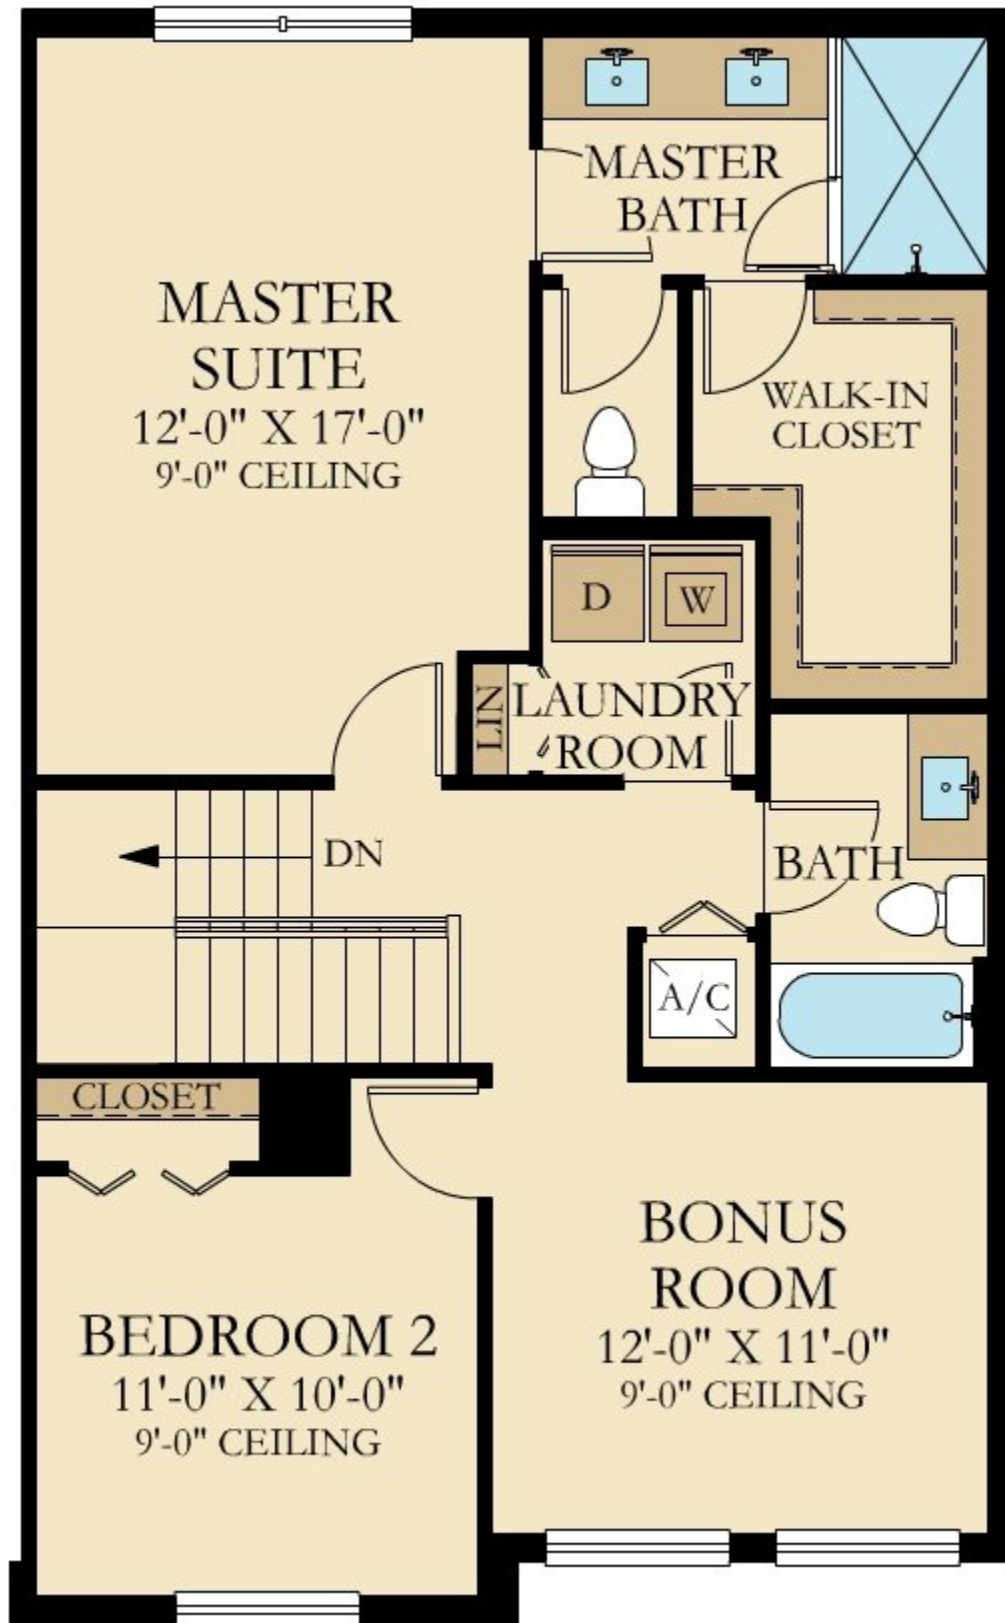 MASTER
BATH
MASTER
SUITE
12'-0" X 17'-0"
9'-0" CEILING
WALK-IN
CLOSET
D
W
LIN
LAUNDRY
ROOM
DN
BATH
A/C
CLOSET
BONUS
ROOM
12'-0" X 11'-0"
9'-0" CEILING
BEDROOM 2
11'-0" X 10'-0"
9'-0" CEILING